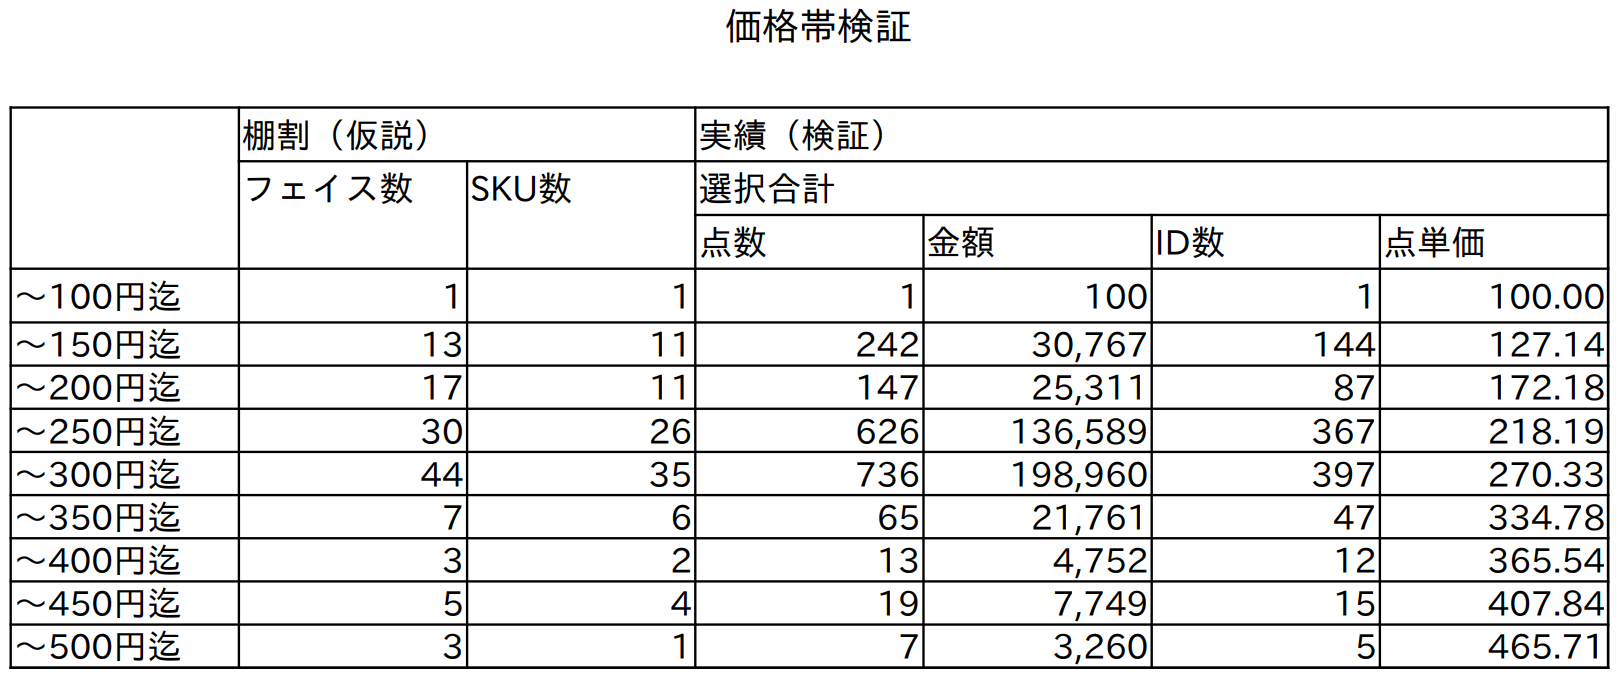 価格帯検証
棚割（仮説） 実績（検証）
フェイス数 SKU数 選択合計
点数 金額 ID数 点単価
～100円迄 1 1 1 100 1 100.00
～150円迄 13 11 242 30,767 144 127.14
～200円迄 17 11 147 25,311 87 172.18
～250円迄 30 26 626 136,589 367 218.19
～300円迄 44 35 736 198,960 397 270.33
～350円迄 7 6 65 21,761 47 334.78
～400円迄 3 2 13 4,752 12 365.54
～450円迄 5 4 19 7,749 15 407.84
～500円迄 3 1 7 3,260 5 465.71